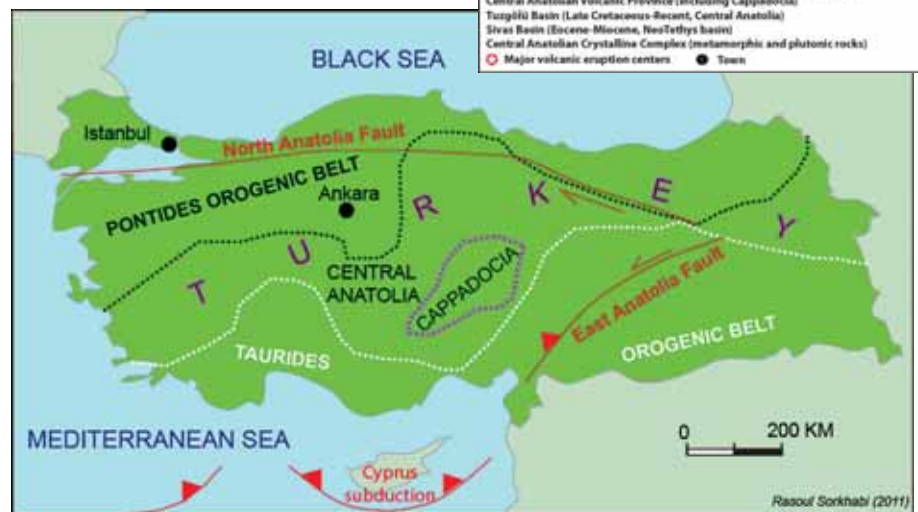 Central Anatolian Volcanic Province (including Cappadocia)
Tuzgölü Basin (Late Cretaceous-Recent, Central Anatolia)
Sivas Basin (Eocene-Miocene, NeoTethys basin)
Central Anatolian Crystalline Complex (metamorphic and plutonic rocks)
Major volcanic eruption centers Town
BLACK SEA
Istanbul
North Anatolia Fault
PONTIDES OROGENIC BELT
Ankara
TURKEY
CENTRAL
ANATOLIA
CAPPADOCIA
East Anatolia Fault
TAURIDES
OROGENIC BELT
MEDITERRANEAN SEA
Cyprus
subduction
0 200 KM
Rasoul Sorkhabi (2011)